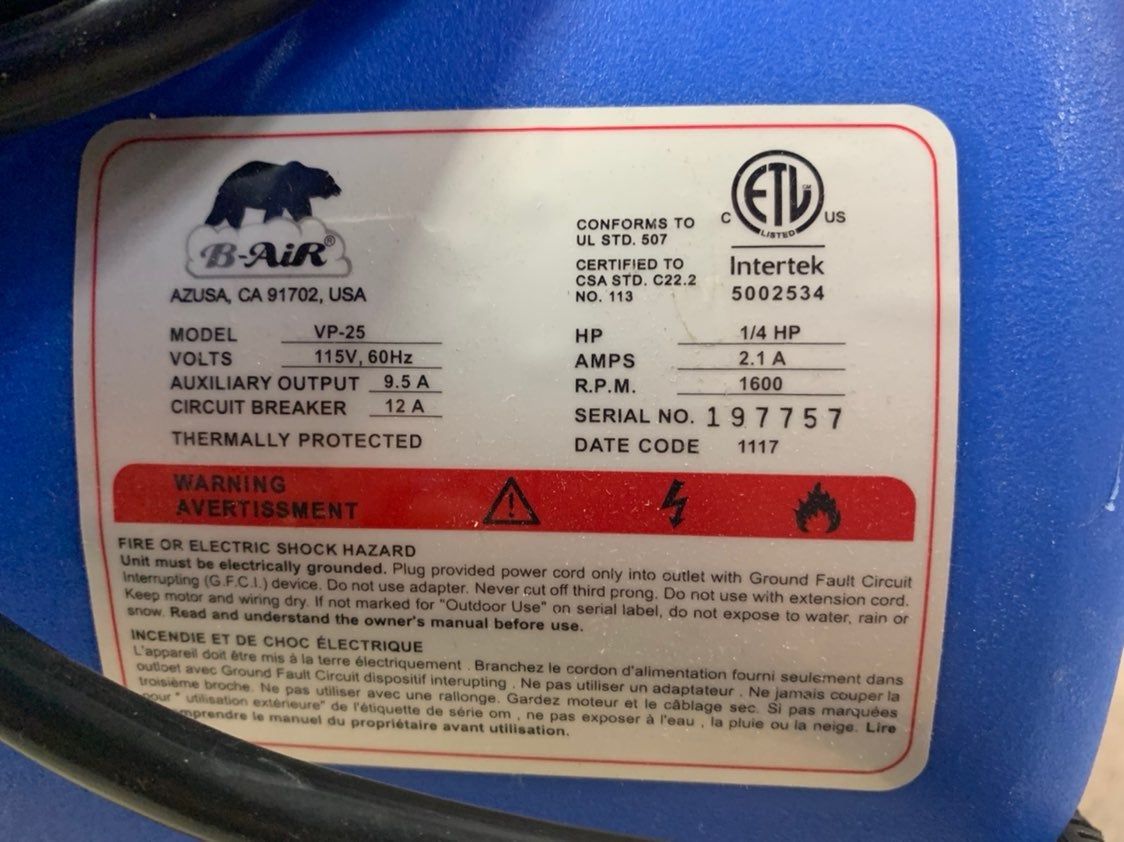 B-AiR®
AZUSA, CA 91702, USA
CONFORMS TO
UL STD. 507
CERTIFIED TO
CSA STD. C22.2
NO. 113
C ETL US
LISTED
Intertek
5002534
MODEL VP-25
VOLTS 115V, 60Hz
AUXILIARY OUTPUT 9.5 A
CIRCUIT BREAKER 12 A
THERMALLY PROTECTED
HP 1/4 HP
AMPS 2.1 A
R.P.M. 1600
SERIAL NO. 197757
DATE CODE 1117
WARNING
AVERTISSMENT
FIRE OR ELECTRIC SHOCK HAZARD
Unit must be electrically grounded. Plug provided power cord only into outlet with Ground Fault Circuit
Interrupting (G.F.C.I.) device. Do not use adapter. Never cut off third prong. Do not use with extension cord.
Keep motor and wiring dry. If not marked for "Outdoor Use" on serial label, do not expose to water, rain or
snow. Read and understand the owner's manual before use.
INCENDIE ET DE CHOC ÉLECTRIQUE
L'appareil doit être mis à la terre électriquement . Branchez le cordon d'alimentation fourni seulement dans
outloet avec Ground Fault Circuit dispositif interupting . Ne pas utiliser un adaptateur . Ne jamais couper la
troisième broche. Ne pas utiliser avec une rallonge. Gardez moteur et le câblage sec. Si pas marquées
pour " utilisation extérieure" de l'étiquette de série om , ne pas exposer à l'eau , la pluie ou la neige. Lire
le manuel du propriétaire avant utilisation.